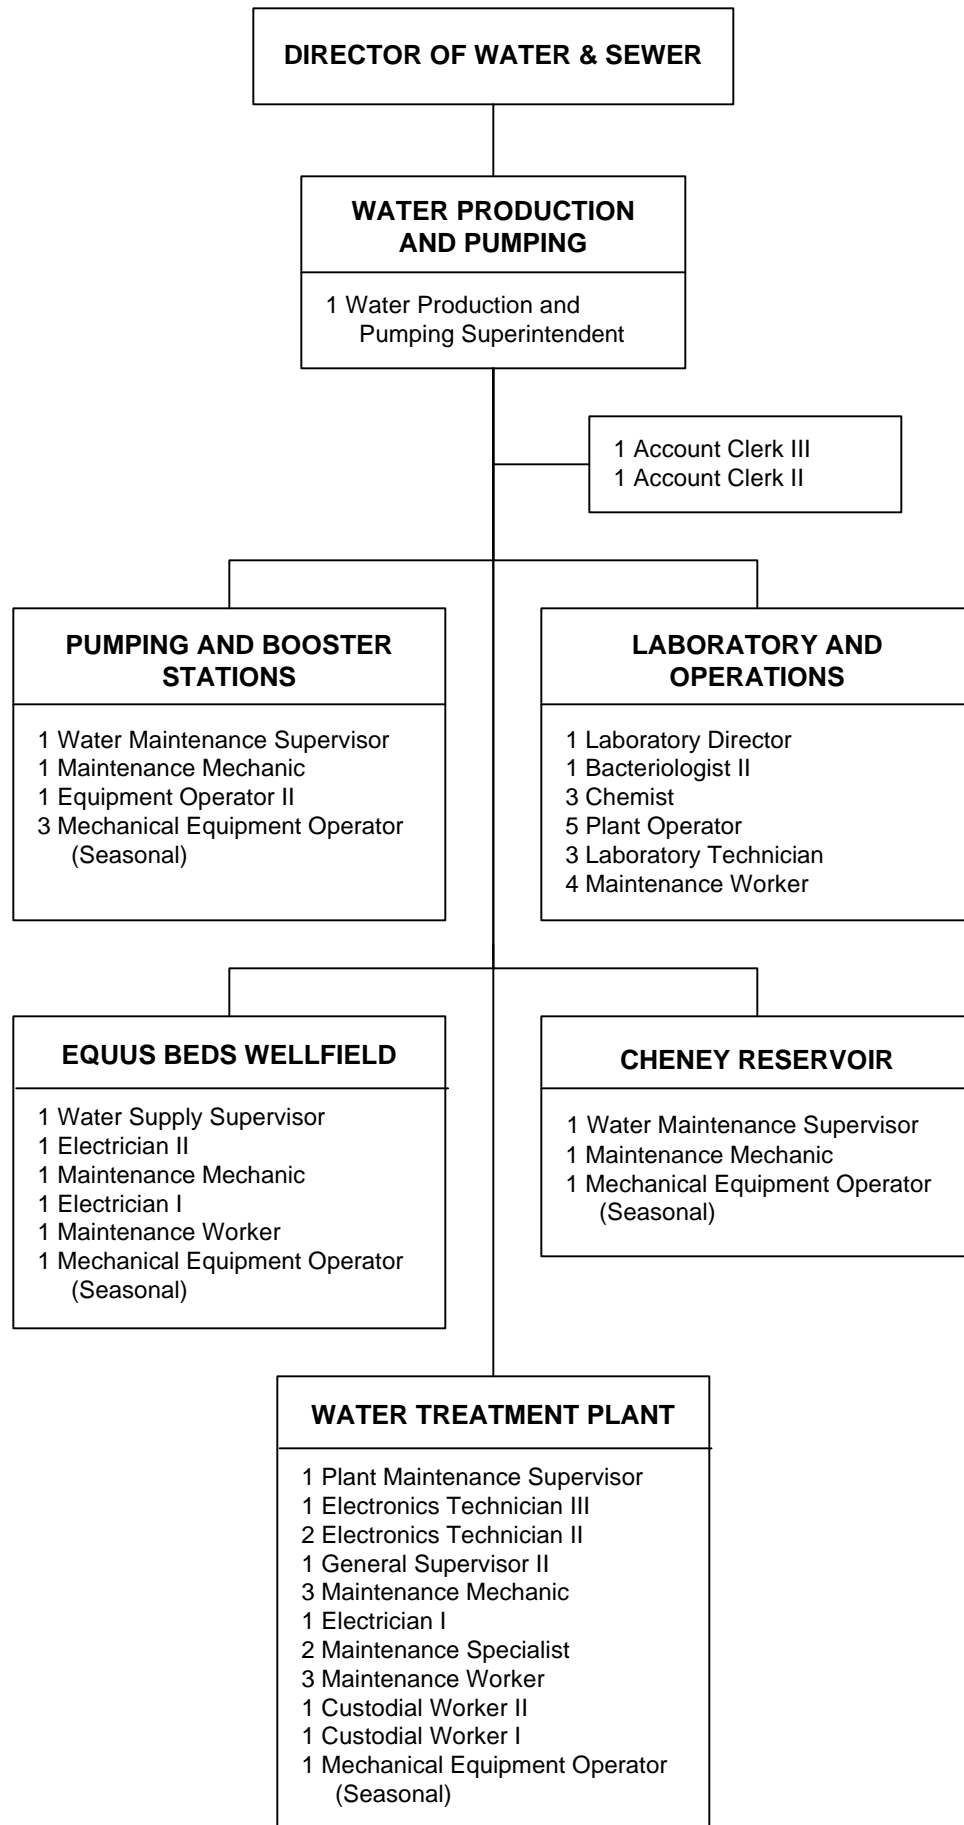 DIRECTOR OF WATER & SEWER
WATER PRODUCTION
AND PUMPING
1 Water Production and
Pumping Superintendent
1 Account Clerk III
1 Account Clerk II
PUMPING AND BOOSTER
STATIONS
1 Water Maintenance Supervisor
1 Maintenance Mechanic
1 Equipment Operator II
3 Mechanical Equipment Operator
(Seasonal)
LABORATORY AND
OPERATIONS
1 Laboratory Director
1 Bacteriologist II
3 Chemist
5 Plant Operator
3 Laboratory Technician
4 Maintenance Worker
EQUUS BEDS WELLFIELD
1 Water Supply Supervisor
1 Electrician II
1 Maintenance Mechanic
1 Electrician I
1 Maintenance Worker
1 Mechanical Equipment Operator
(Seasonal)
CHENEY RESERVOIR
1 Water Maintenance Supervisor
1 Maintenance Mechanic
1 Mechanical Equipment Operator
(Seasonal)
WATER TREATMENT PLANT
1 Plant Maintenance Supervisor
1 Electronics Technician III
2 Electronics Technician II
1 General Supervisor II
3 Maintenance Mechanic
1 Electrician I
2 Maintenance Specialist
3 Maintenance Worker
1 Custodial Worker II
1 Custodial Worker I
1 Mechanical Equipment Operator
(Seasonal)